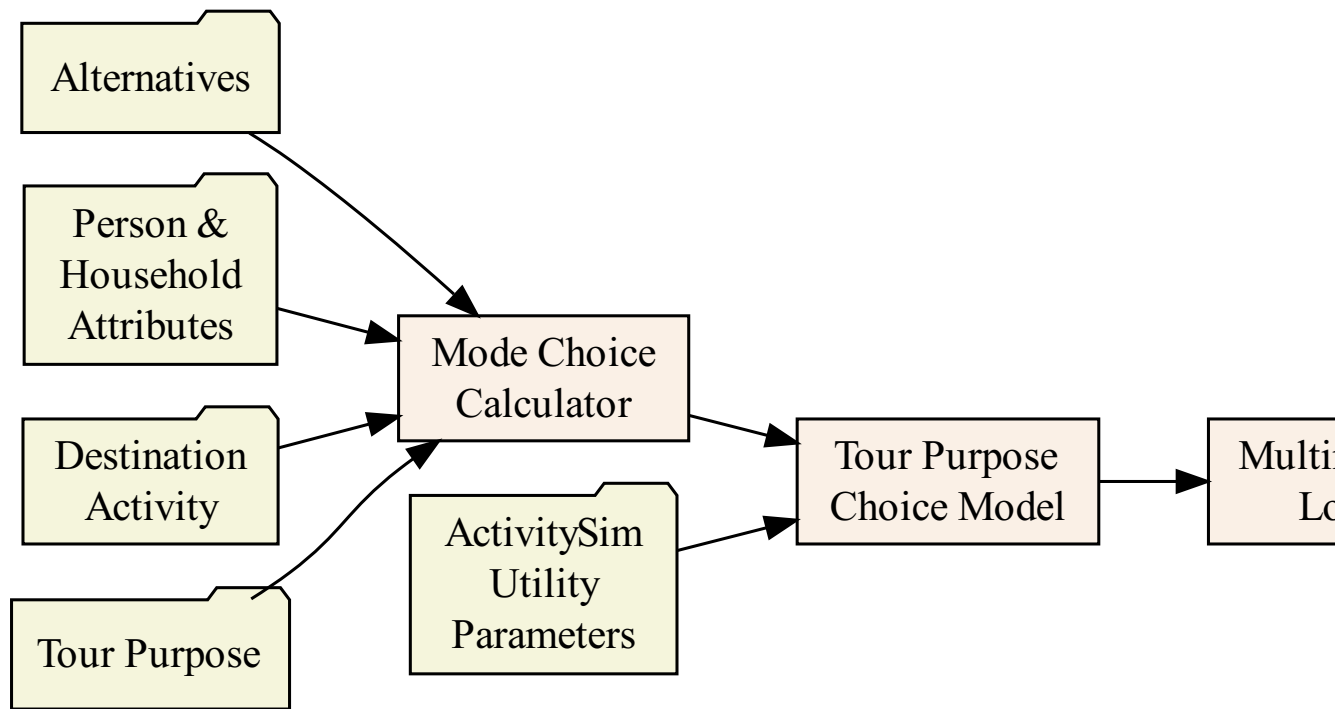 Alternatives
Person &
Household
Attributes
Destination
Activity
Tour Purpose
Mode Choice
Calculator
ActivitySim
Utility
Parameters
Tour Purpose
Choice Model